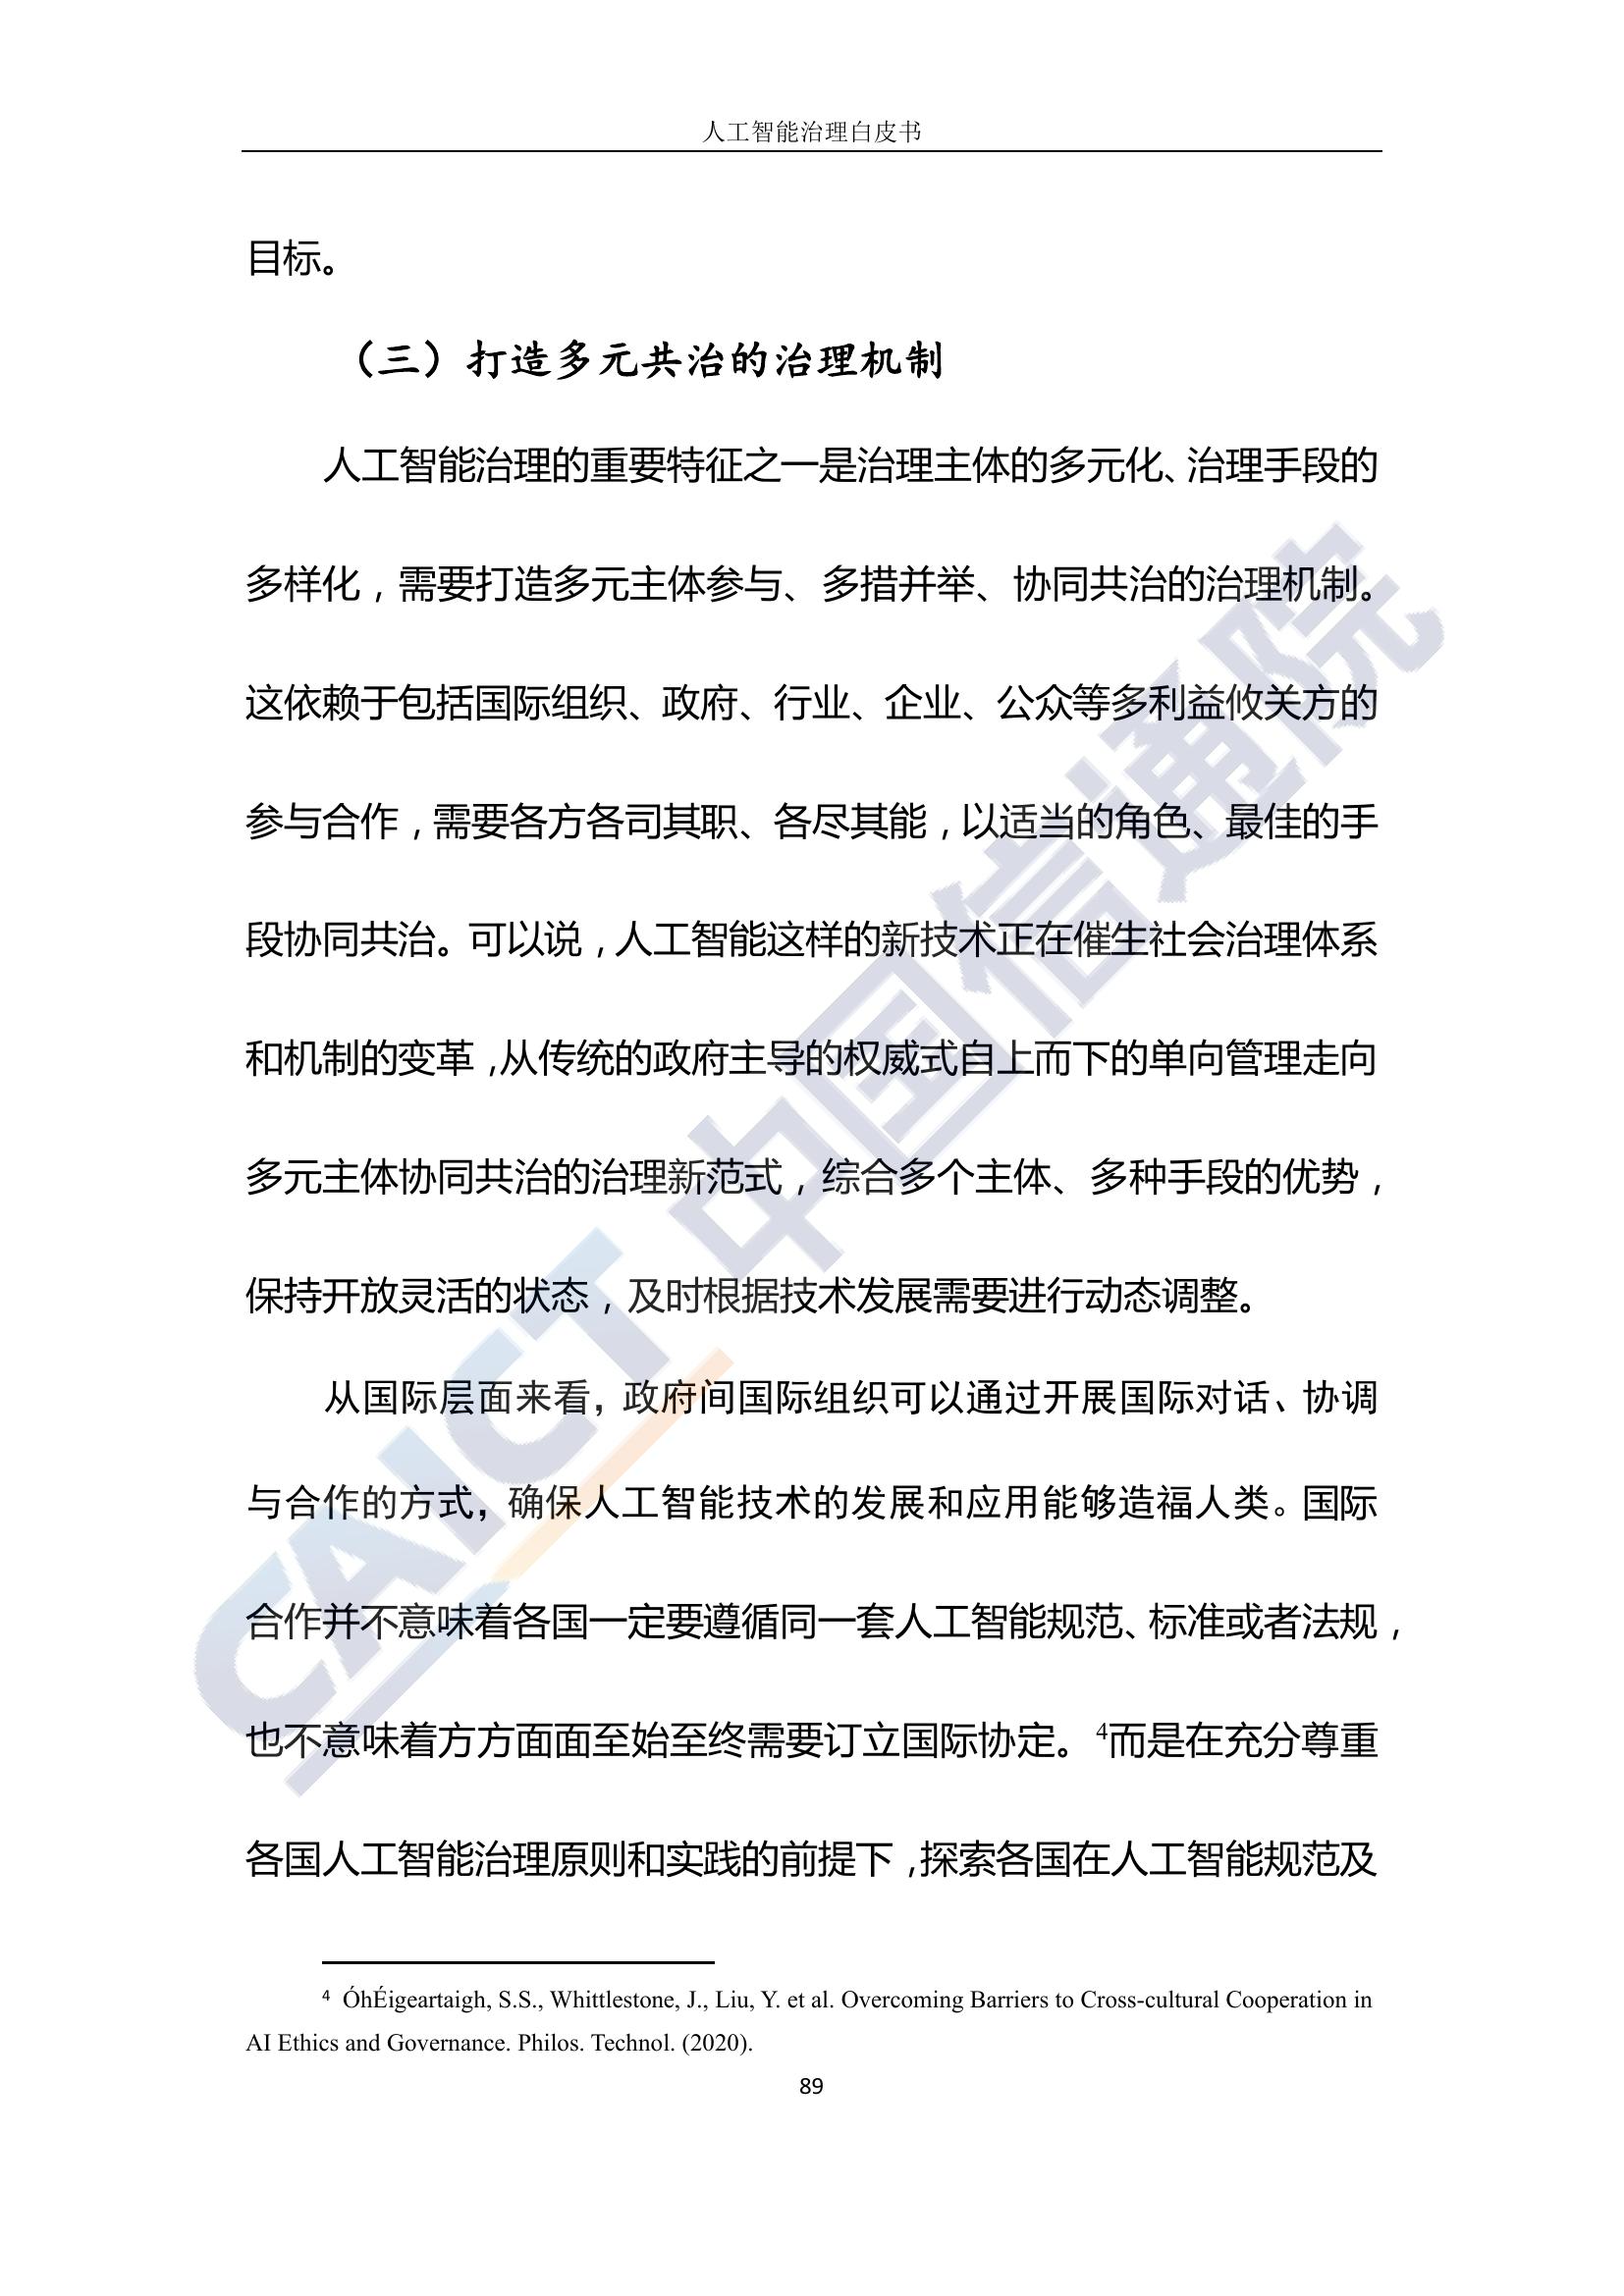 人工智能治理白皮书
目标。
（三）打造多元共治的治理机制
人工智能治理的重要特征之一是治理主体的多元化、治理手段的
多样化，需要打造多元主体参与、多措并举、协同共治的治理机制。
这依赖于包括国际组织、政府、行业、企业、公众等多利益攸关方的
参与合作，需要各方各司其职、各尽其能，以适当的角色、最佳的手
段协同共治。可以说，人工智能这样的新技术正在催生社会治理体系
和机制的变革，从传统的政府主导的权威式自上而下的单向管理走向
多元主体协同共治的治理新范式，综合多个主体、多种手段的优势，
保持开放灵活的状态，及时根据技术发展需要进行动态调整。
从国际层面来看，政府间国际组织可以通过开展国际对话、协调
与合作的方式，确保人工智能技术的发展和应用能够造福人类。国际
合作并不意味着各国一定要遵循同一套人工智能规范、标准或者法规，
也不意味着方方面面至始至终需要订立国际协定。4而是在充分尊重
各国人工智能治理原则和实践的前提下，探索各国在人工智能规范及
4 ÓhÉigeartaigh, S.S., Whittlestone, J., Liu, Y. et al. Overcoming Barriers to Cross-cultural Cooperation in
AI Ethics and Governance. Philos. Technol. (2020).
89
CAICT 中国信通院